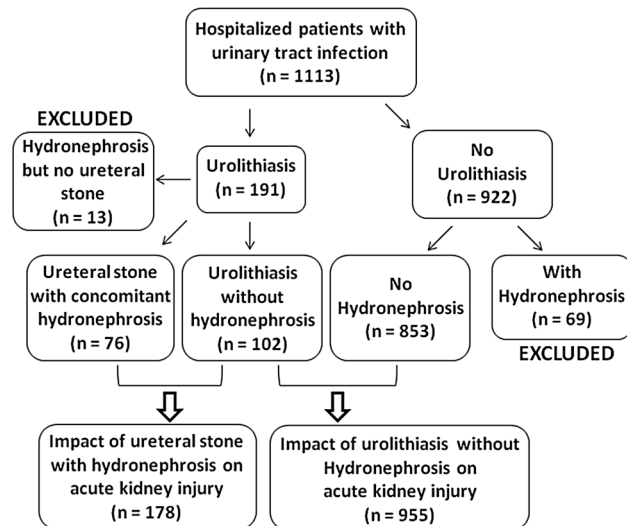 Hospitalized patients with
urinary tract infection
(n = 1113)
EXCLUDED
Hydronephrosis
but no ureteral
stone
(n = 13)
Urolithiasis
(n = 191)
No
Urolithiasis
(n = 922)
Ureteral stone
with concomitant
hydronephrosis
(n = 76)
Urolithiasis
without
hydronephrosis
(n = 102)
No
Hydronephrosis
(n = 853)
With
Hydronephrosis
(n = 69)
EXCLUDED
Impact of ureteral stone
with hydronephrosis on
acute kidney injury
(n = 178)
Impact of urolithiasis without
Hydronephrosis on
acute kidney injury
(n = 955)